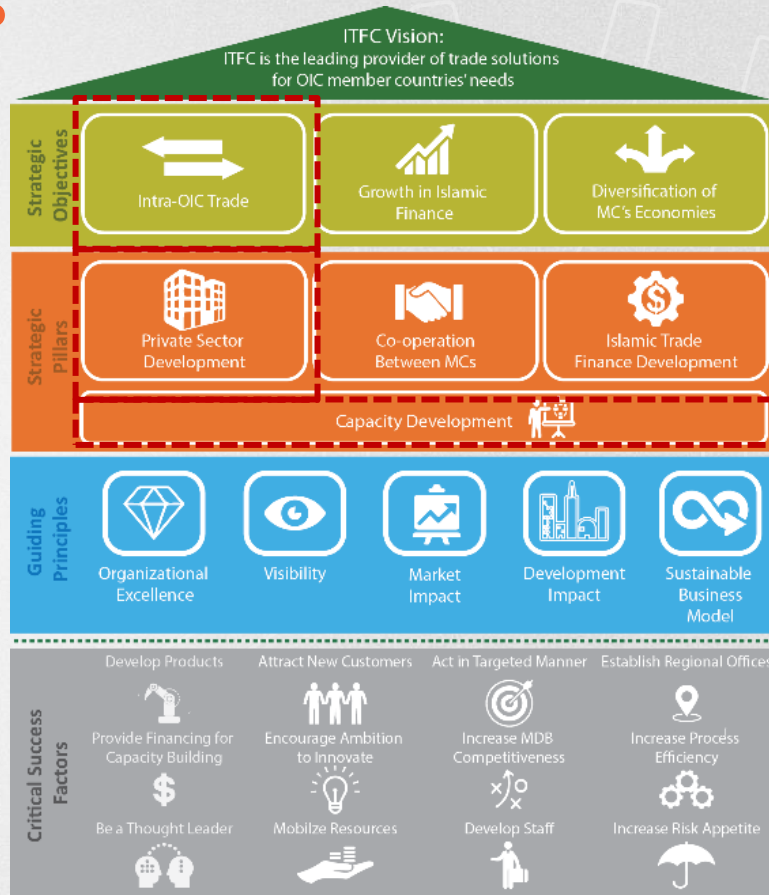 ITFC Vision:
ITFC is the leading provider of trade solutions
for OIC member countries' needs
Strategic
Objectives
Intra-OIC Trade
Growth in Islamic
Finance
Diversification of
MC's Economies
Strategic
Pillars
Private Sector
Development
Co-operation
Between MCs
Islamic Trade
Finance Development
Capacity Development
Guiding
Principles
Organizational
Excellence
Visibility
Market
Impact
Development
Impact
Sustainable
Business
Model
Critical Success
Factors
Develop Products
Attract New Customers
Act in Targeted Manner
Establish Regional Offices
Provide Financing for
Capacity Building
Encourage Ambition
to Innovate
Increase MDB
Competitiveness
Increase Process
Efficiency
Be a Thought Leader
Mobilze Resources
Develop Staff
Increase Risk Appetite